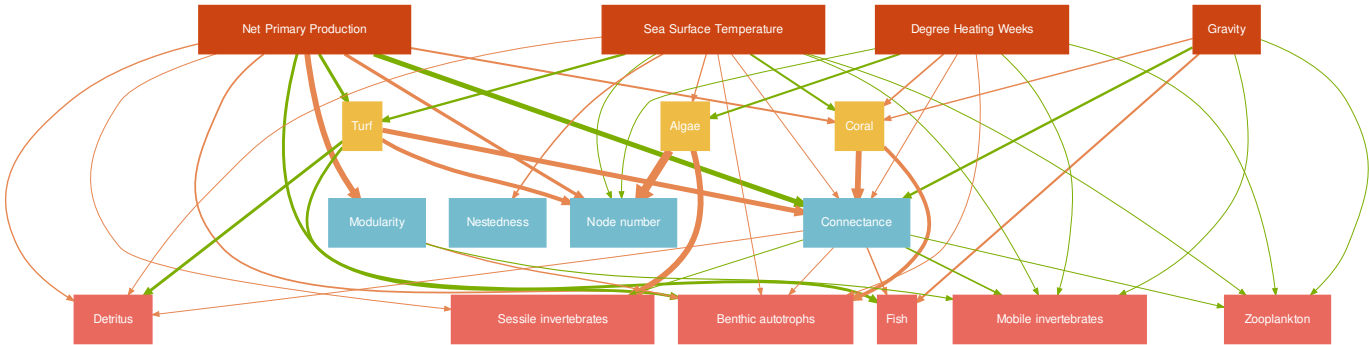 Net Primary Production
Sea Surface Temperature
Degree Heating Weeks
Gravity
Turf
Algae
Coral
Modularity
Nestedness
Node number
Connectance
Detritus
Sessile invertebrates
Benthic autotrophs
Fish
Mobile invertebrates
Zooplankton